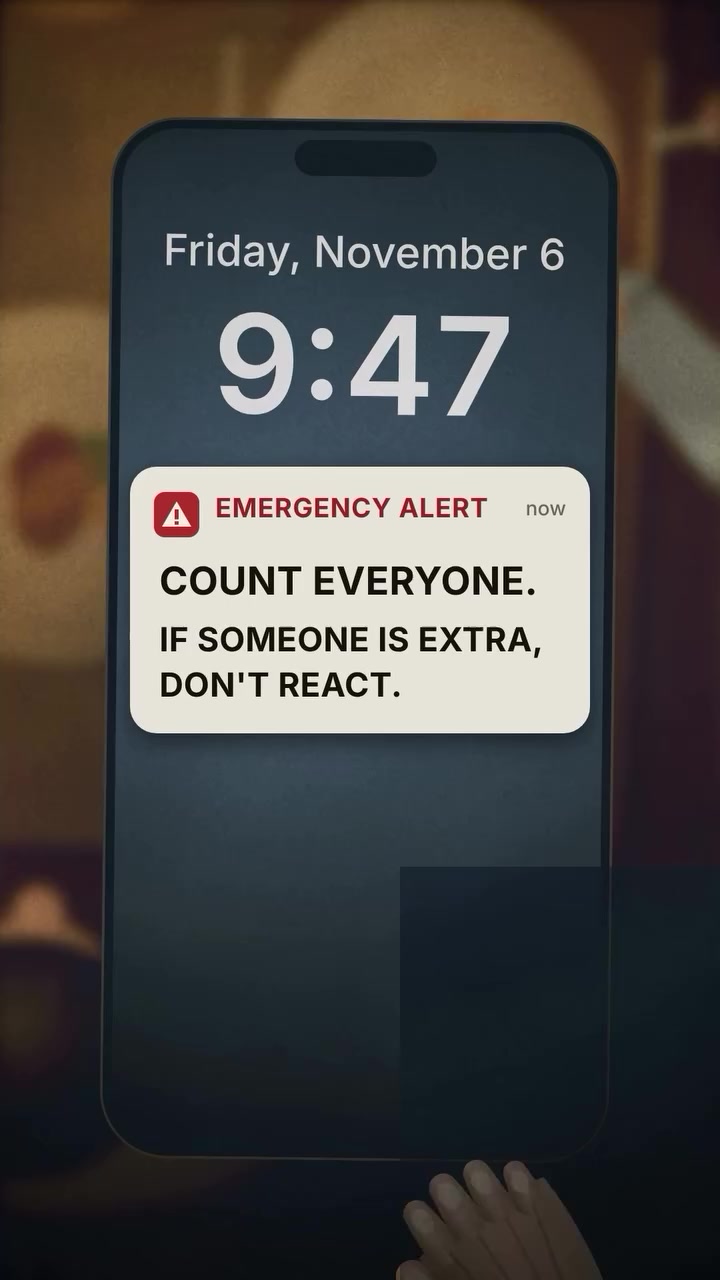 Friday, November 6
9:47
EMERGENCY ALERT now
COUNT EVERYONE.
IF SOMEONE IS EXTRA,
DON'T REACT.